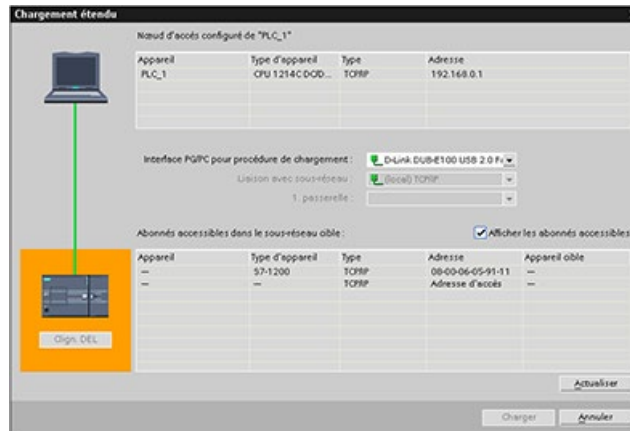 Chargement étendu
Nœud d'accés configuré de "PLC_1"
Appareil Type d'appareil Type Adresse
PLC_1 CPU 1214C DC/D... TCP/IP 192.168.0.1
Interface PG/PC pour procédure de chargement : D-Link DUB-E100 USB 2.0 Fa
Liaison avec sous-réseau : (local) TCP/IP
1. passerelle :
Abonnés accessibles dans le sous-réseau cible : Afficher les abonnés accessibles
Appareil Type d'appareil Type Adresse Appareil cible
— S7-1200 TCP/IP 08-00-06-05-91-11 —
— — TCP/IP Adresse d'accés —
Clign. DEL
Actualiser
Charger Annuler